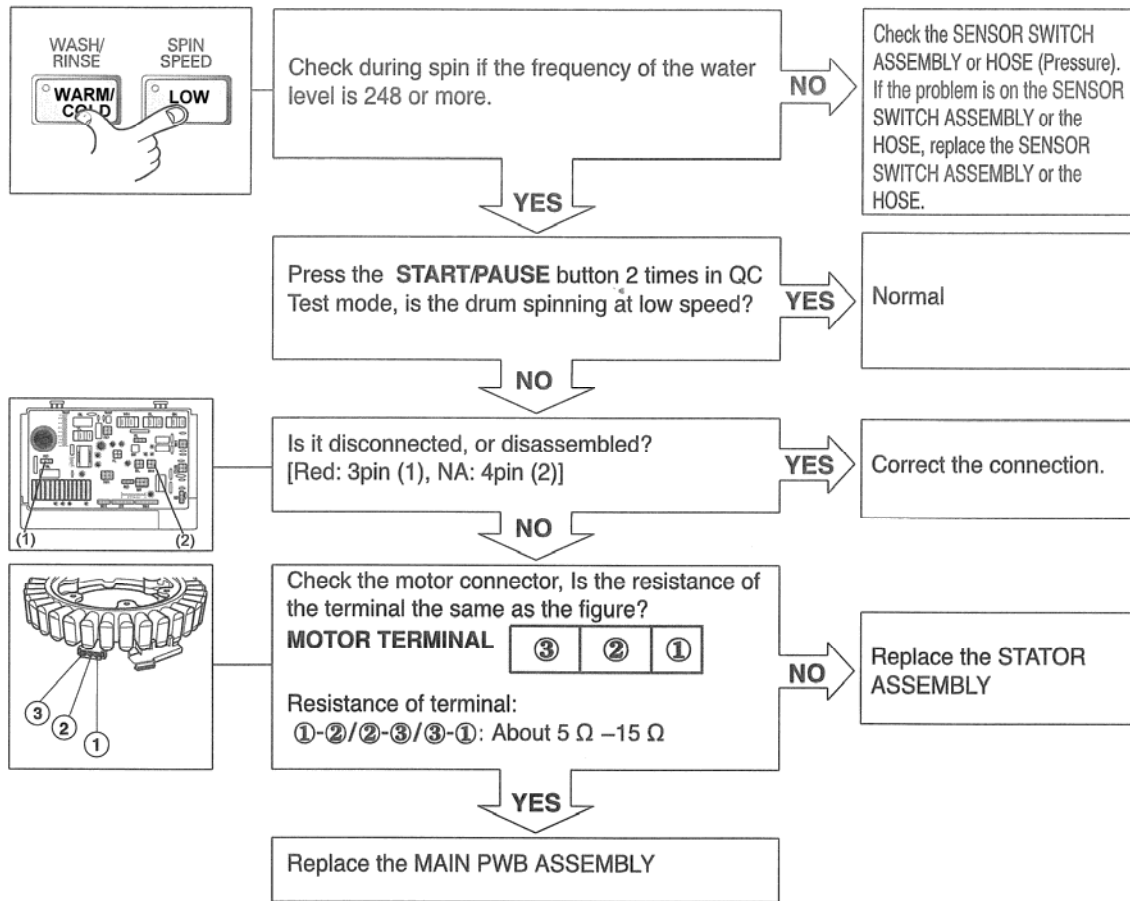 WASH/
RINSE
SPIN
SPEED
WARM/
COLD
LOW
Check during spin if the frequency of the water
level is 248 or more.
NO
Check the SENSOR SWITCH
ASSEMBLY or HOSE (Pressure).
If the problem is on the SENSOR
SWITCH ASSEMBLY or the
HOSE, replace the SENSOR
SWITCH ASSEMBLY or the
HOSE.
YES
Press the START/PAUSE button 2 times in QC
Test mode, is the drum spinning at low speed?
YES
Normal
NO
(1)
(2)
Is it disconnected, or disassembled?
[Red: 3pin (1), NA: 4pin (2)]
YES
Correct the connection.
NO
3
2
1
Check the motor connector, Is the resistance of
the terminal the same as the figure?
MOTOR TERMINAL
③ ② ①
Resistance of terminal:
①-②/②-③/③-①: About 5 Ω –15 Ω
NO
Replace the STATOR
ASSEMBLY
YES
Replace the MAIN PWB ASSEMBLY